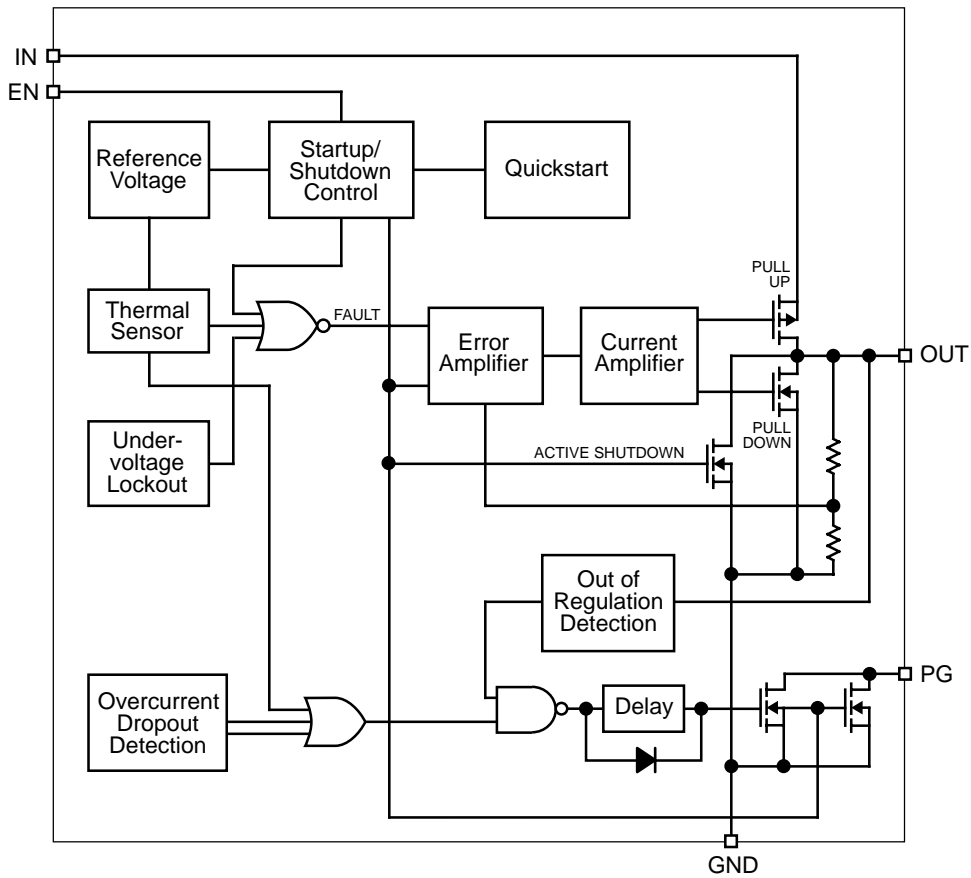 IN
EN
Reference
Voltage
Startup/
Shutdown
Control
Quickstart
PULL
UP
Thermal
Sensor
FAULT
Error
Amplifier
Current
Amplifier
OUT
PULL
DOWN
Under-
voltage
Lockout
ACTIVE SHUTDOWN
Out of
Regulation
Detection
PG
Overcurrent
Dropout
Detection
Delay
GND